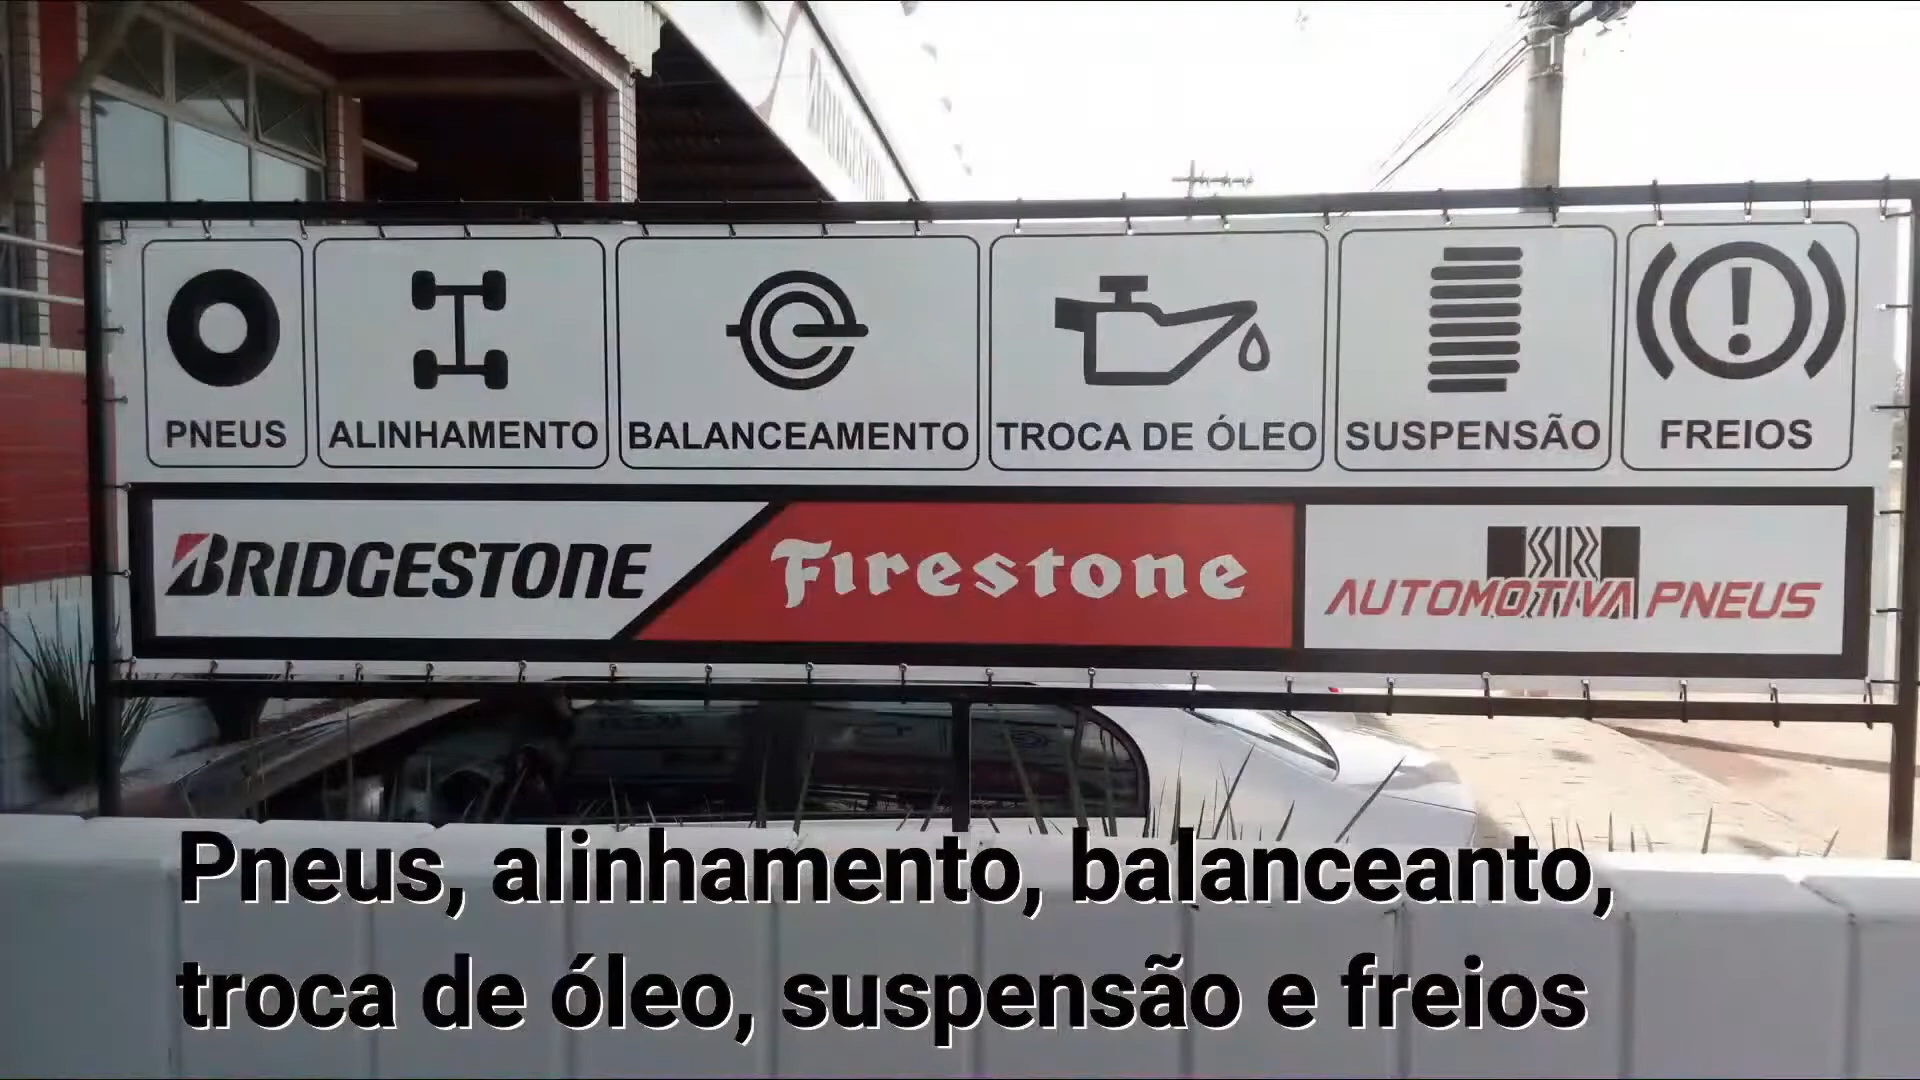 BRIDGESTONE
PNEUS ALINHAMENTO BALANCEAMENTO TROCA DE ÓLEO SUSPENSÃO FREIOS
BRIDGESTONE Firestone AUTOMOTIVA PNEUS
Pneus, alinhamento, balanceanto,
troca de óleo, suspensão e freios